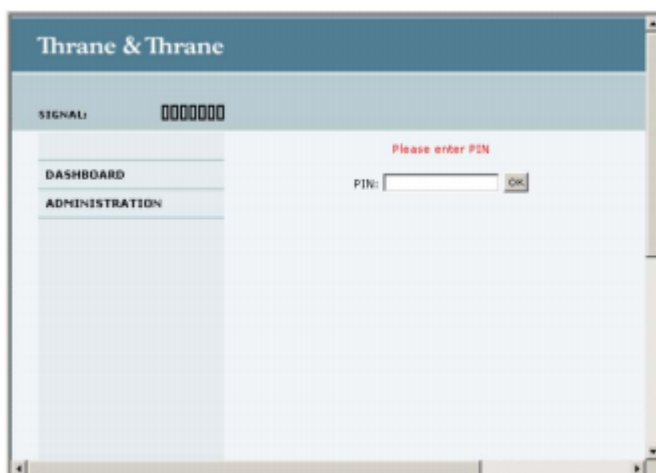 Thrane & Thrane
SIGNAL:
Please enter PIN
DASHBOARD
PIN: OK
ADMINISTRATION